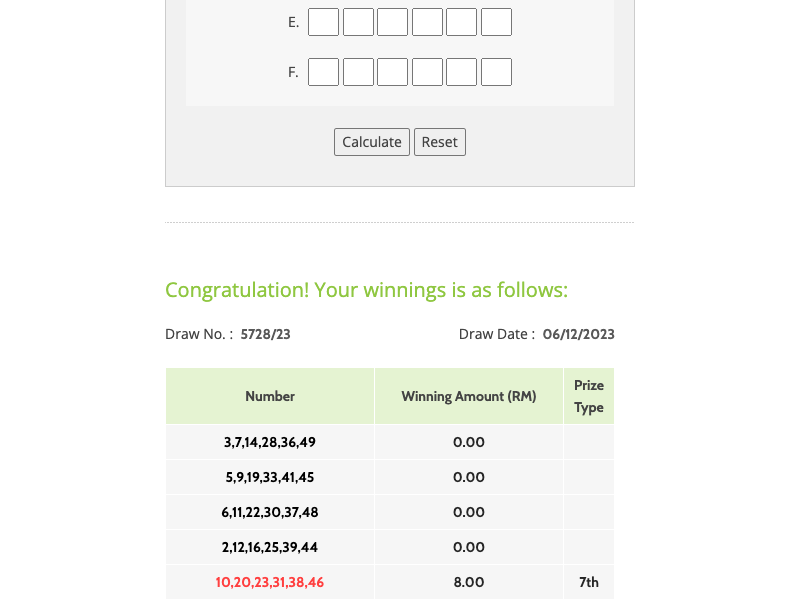 E.
F.
Calculate Reset
Congratulation! Your winnings is as follows:
Draw No. : 5728/23 Draw Date : 06/12/2023
Number Winning Amount (RM) Prize Type
3,7,14,28,36,49 0.00
5,9,19,33,41,45 0.00
6,11,22,30,37,48 0.00
2,12,16,25,39,44 0.00
10,20,23,31,38,46 8.00 7th